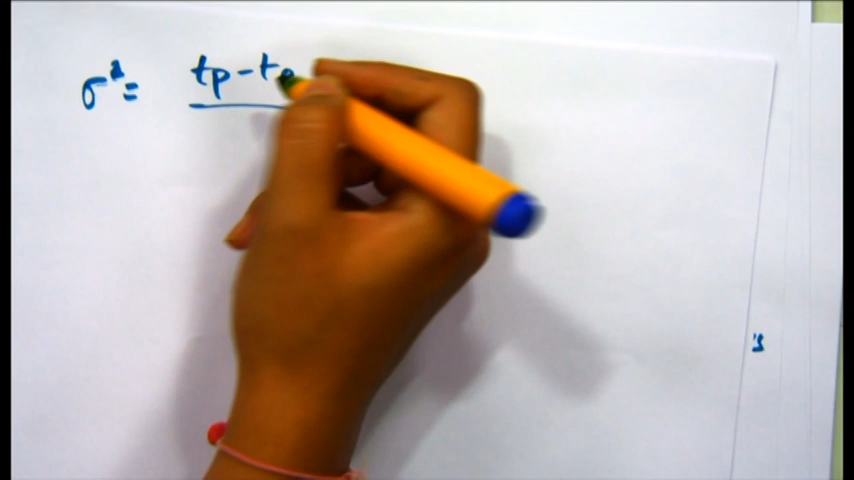 σ² = tp - to
s